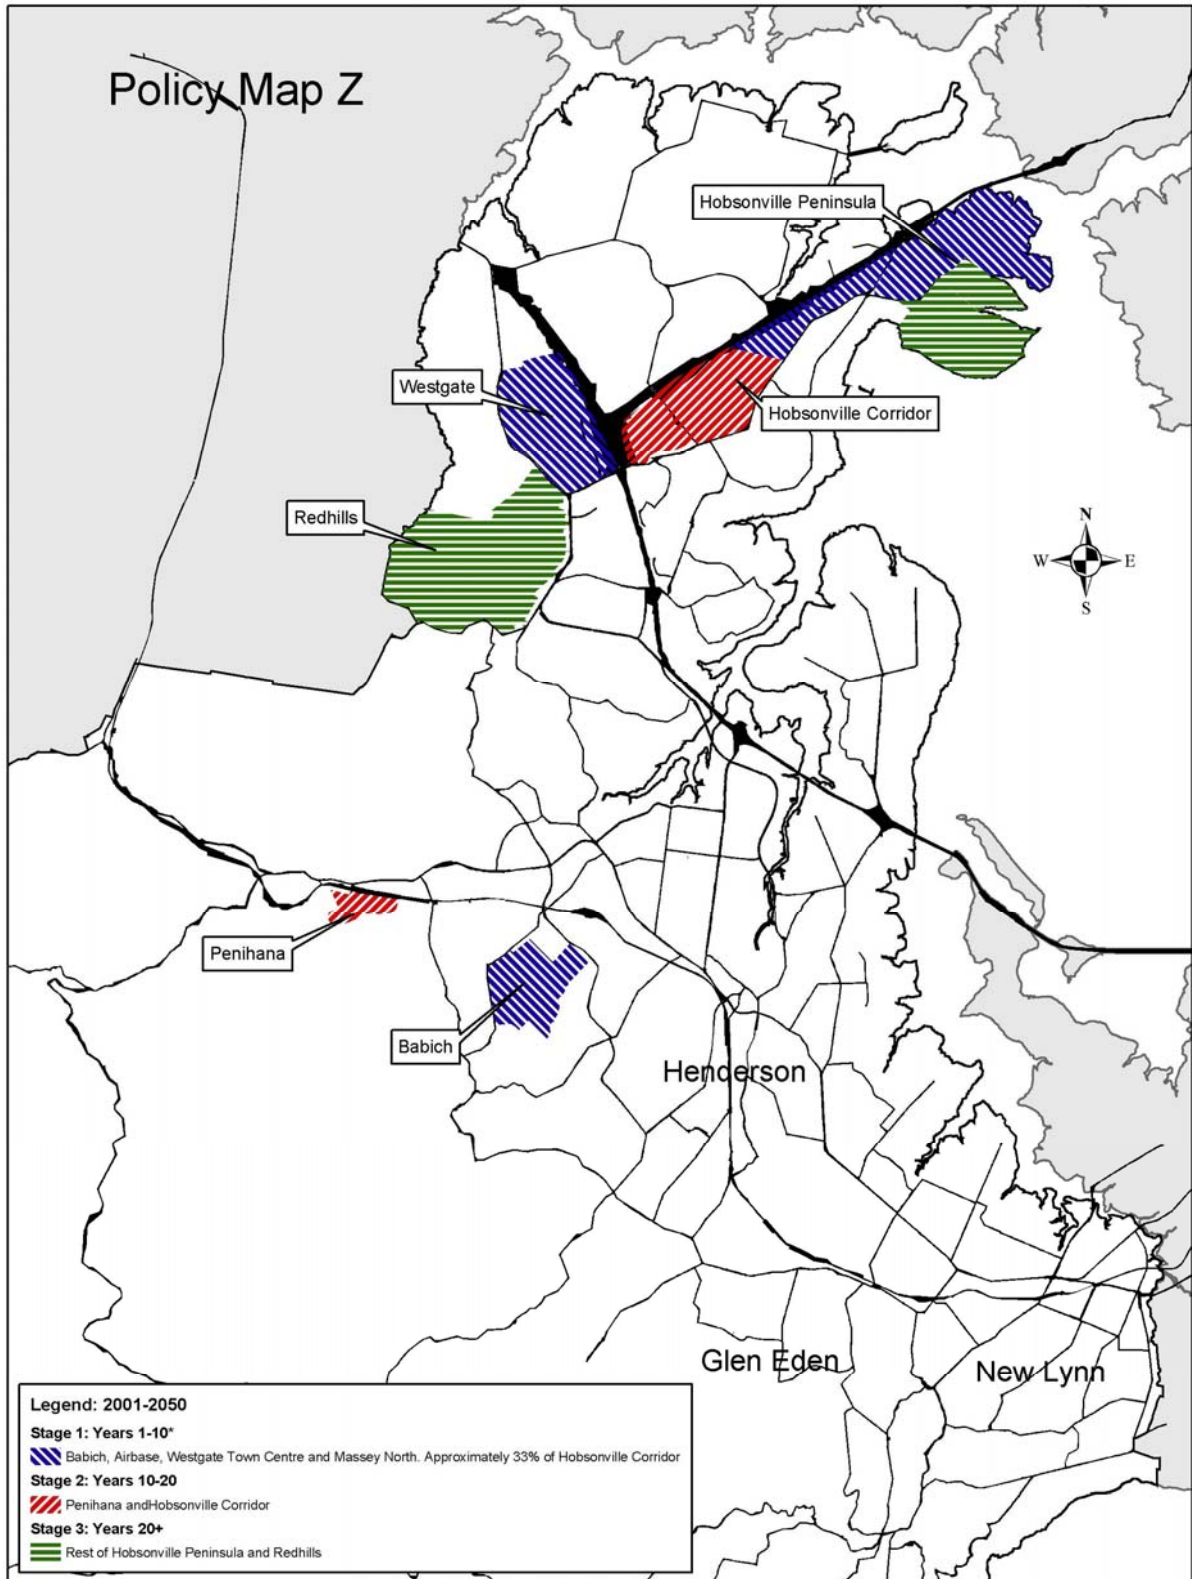 Policy Map Z
Hobsonville Peninsula
Westgate
Hobsonville Corridor
Redhills
N
W E
S
Penihana
Babich
Henderson
Glen Eden
New Lynn
Legend: 2001-2050
Stage 1: Years 1-10*
Babich, Airbase, Westgate Town Centre and Massey North. Approximately 33% of Hobsonville Corridor
Stage 2: Years 10-20
Penihana andHobsonville Corridor
Stage 3: Years 20+
Rest of Hobsonville Peninsula and Redhills